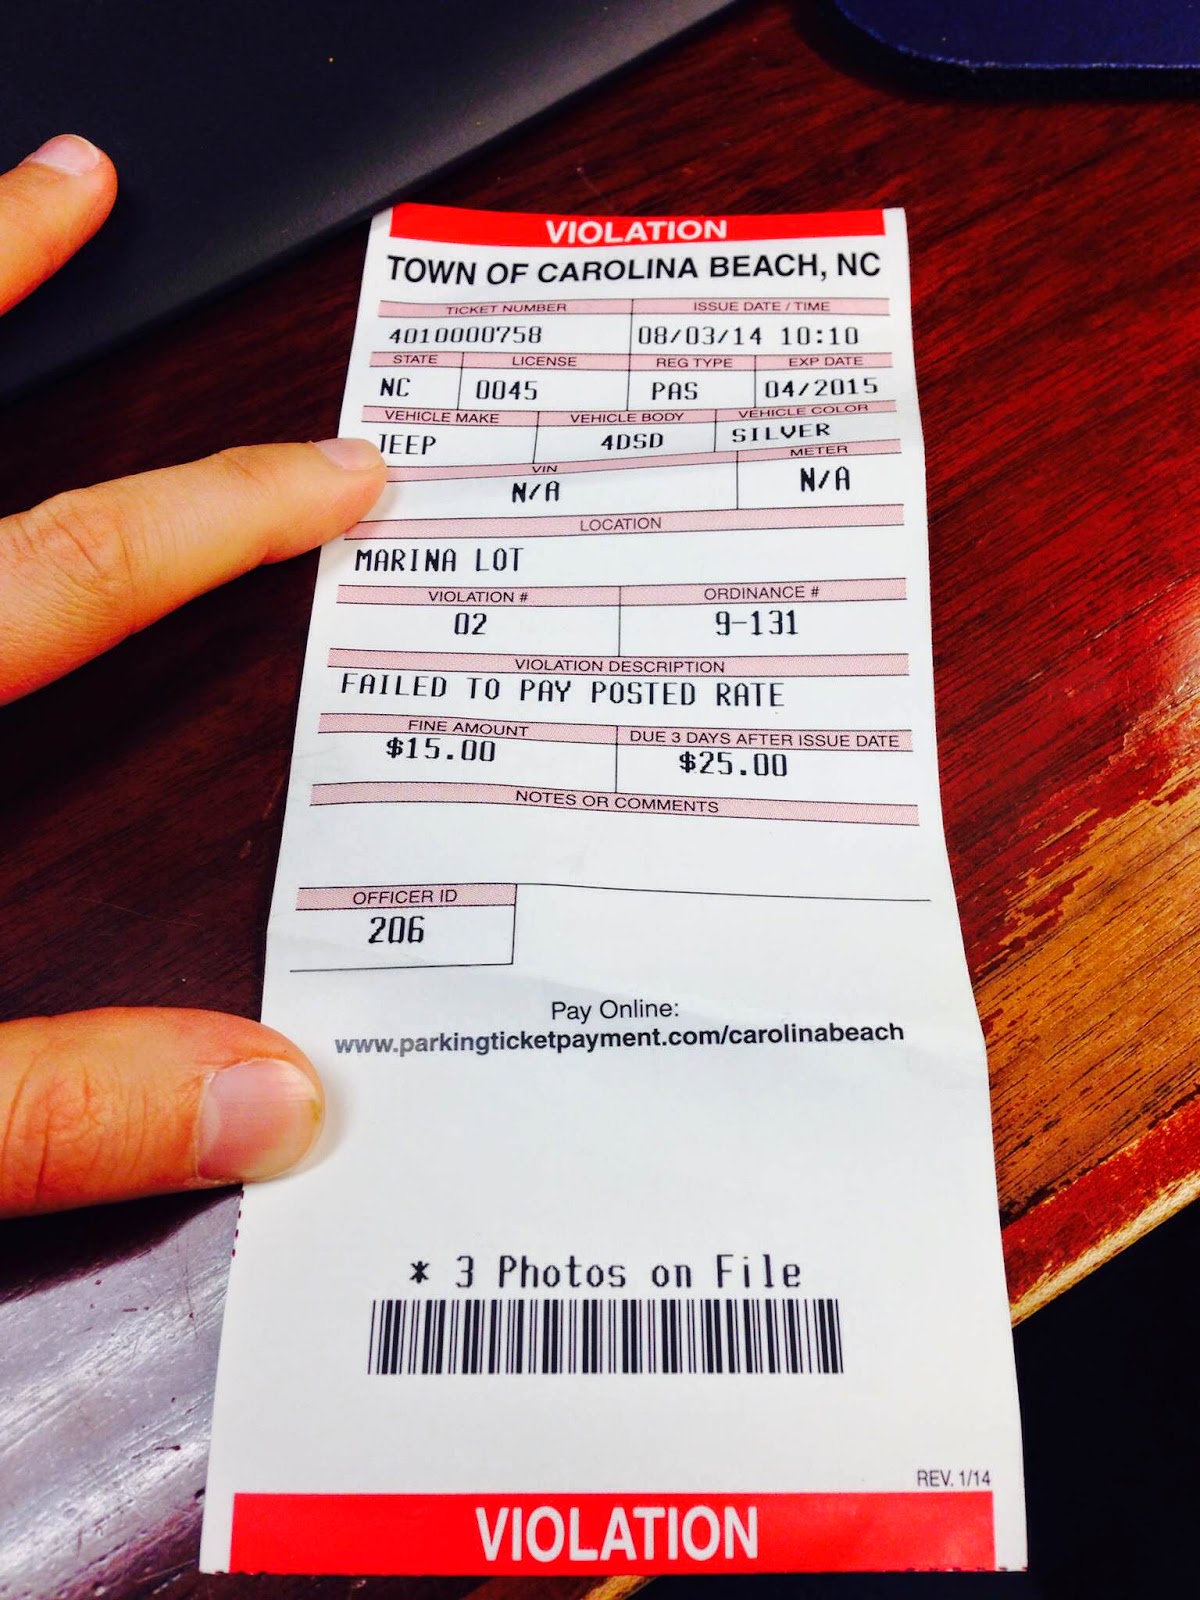 VIOLATION
TOWN OF CAROLINA BEACH, NC
TICKET NUMBER ISSUE DATE / TIME
4010000758 08/03/14 10:10
STATE LICENSE REG TYPE EXP DATE
NC 0045 PAS 04/2015
VEHICLE MAKE VEHICLE BODY VEHICLE COLOR
JEEP 4DSD SILVER
VIN METER
N/A N/A
LOCATION
MARINA LOT
VIOLATION # ORDINANCE #
02 9-131
VIOLATION DESCRIPTION
FAILED TO PAY POSTED RATE
FINE AMOUNT DUE 3 DAYS AFTER ISSUE DATE
$15.00 $25.00
NOTES OR COMMENTS
OFFICER ID
206
Pay Online:
www.parkingticketpayment.com/carolinabeach
* 3 Photos on File
REV. 1/14
VIOLATION